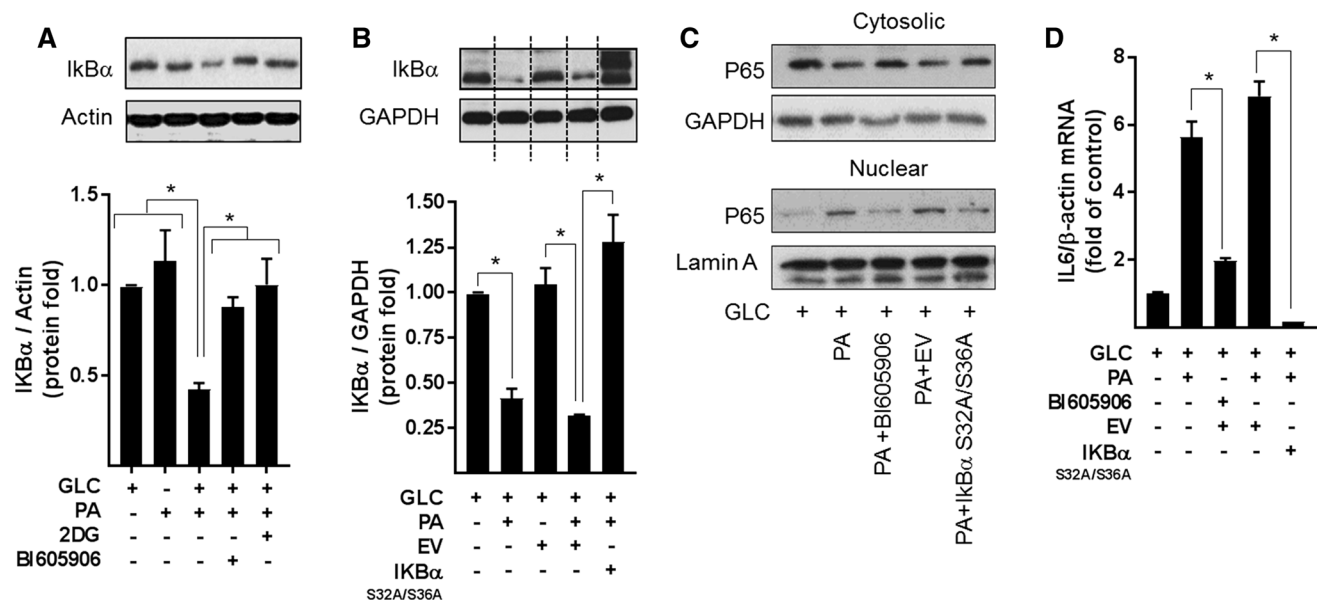 A
IkBα
Actin
IKBα / Actin
(protein fold)
1.5
1.0
0.5
*
*
GLC + - + + +
PA - + + + +
2DG - - - - +
BI605906 - - - + -
B
IkBα
GAPDH
IKBα / GAPDH
(protein fold)
1.50
1.25
1.00
0.75
0.50
0.25
*
*
*
GLC + + + + +
PA - + - + +
EV - - + + -
IKBα - - - - +
S32A/S36A
C
Cytosolic
P65
GAPDH
Nuclear
P65
Lamin A
GLC + + + + +
PA
PA+BI605906
PA+EV
PA+IkBα S32A/S36A
D
IL6/β-actin mRNA
(fold of control)
8
6
4
2
*
*
GLC + + + + +
PA - + - + +
BI605906 - - + - -
EV - - + + -
IKBα - - - - +
S32A/S36A